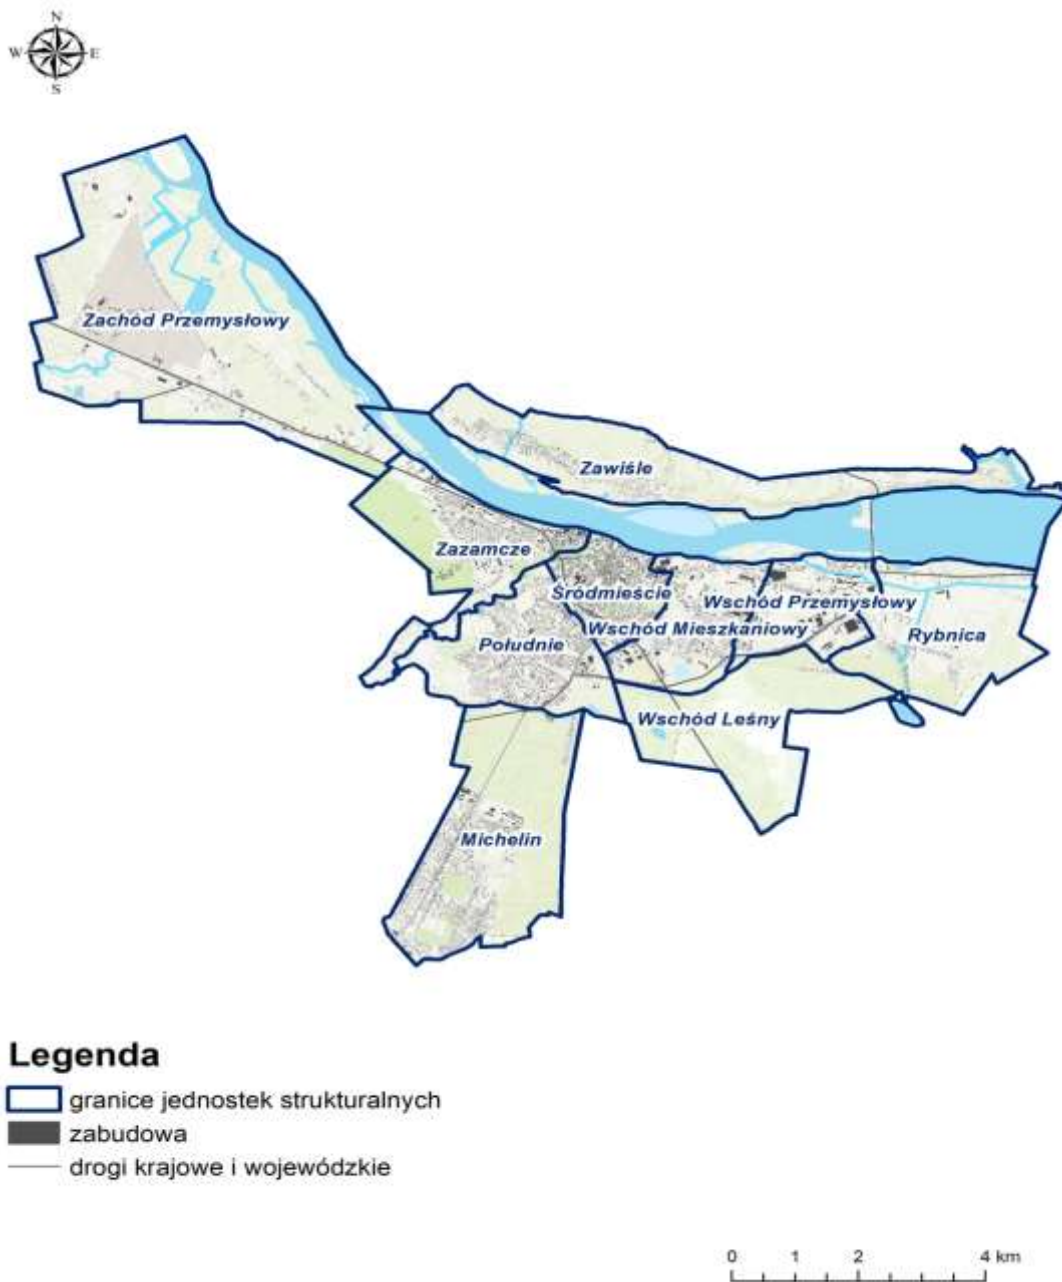 N
W E
S
Zachód Przemysłowy
Zawiśle
Zazamcze
Śródmieście
Wschód Przemysłowy
Wschód Mieszkaniowy
Rybnica
Południe
Wschód Leśny
Michelin
Legenda
granice jednostek strukturalnych
zabudowa
drogi krajowe i wojewódzkie
0 1 2 4 km